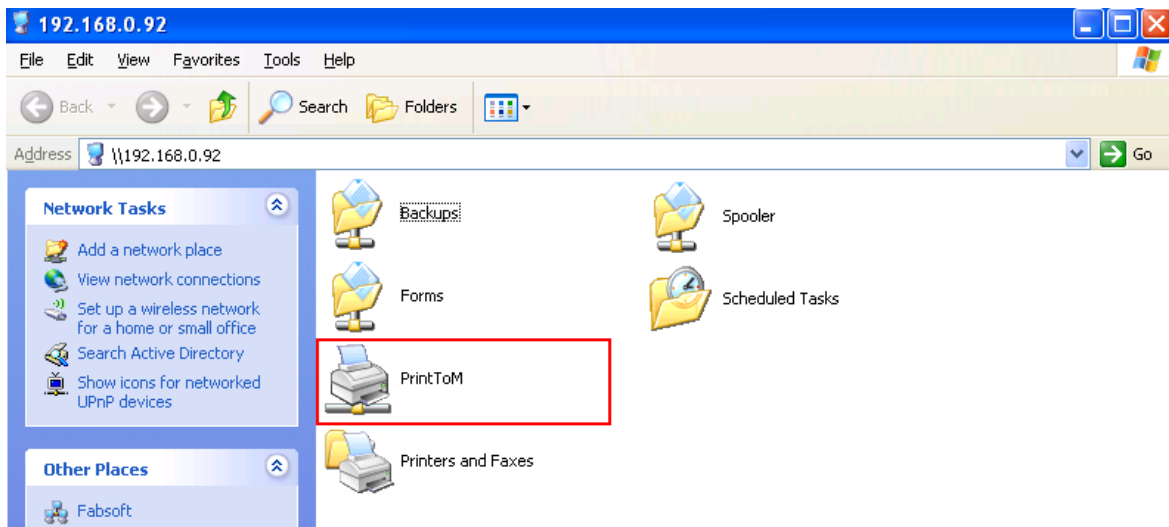 192.168.0.92
File Edit View Favorites Tools Help
Back Search Folders
Address \\192.168.0.92 Go
Network Tasks
Add a network place
View network connections
Set up a wireless network
for a home or small office
Search Active Directory
Show icons for networked
UPnP devices
Other Places
Fabsoft
Backups
Spooler
Forms
Scheduled Tasks
PrintToM
Printers and Faxes